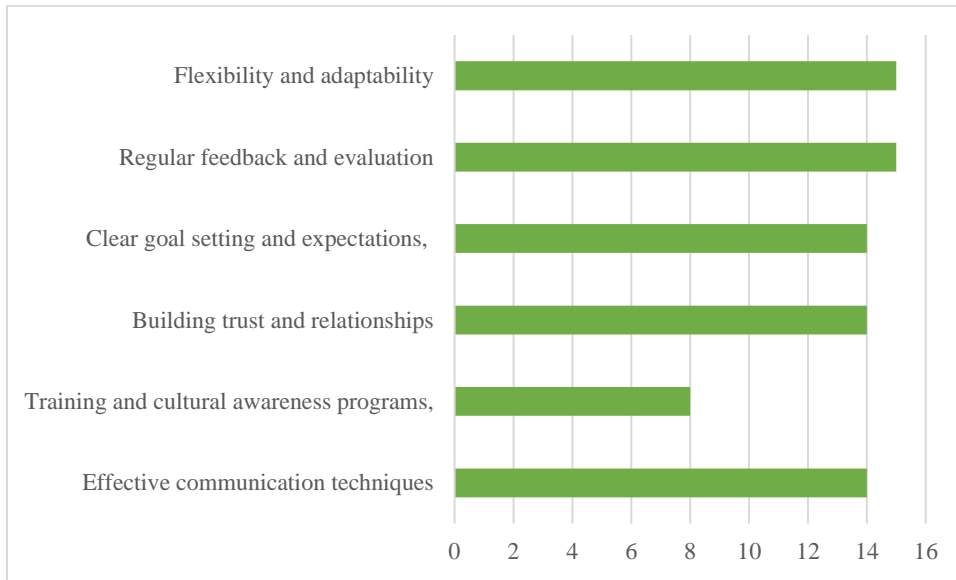 Flexibility and adaptability
Regular feedback and evaluation
Clear goal setting and expectations,
Building trust and relationships
Training and cultural awareness programs,
Effective communication techniques
0 2 4 6 8 10 12 14 16